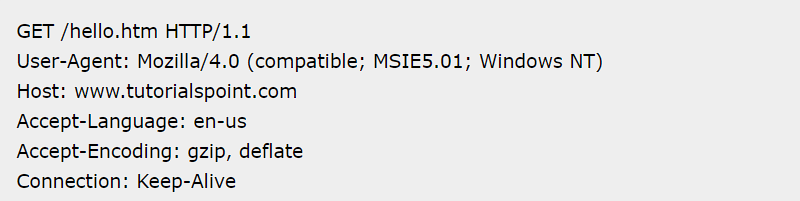 GET /hello.htm HTTP/1.1
User-Agent: Mozilla/4.0 (compatible; MSIE5.01; Windows NT)
Host: www.tutorialspoint.com
Accept-Language: en-us
Accept-Encoding: gzip, deflate
Connection: Keep-Alive